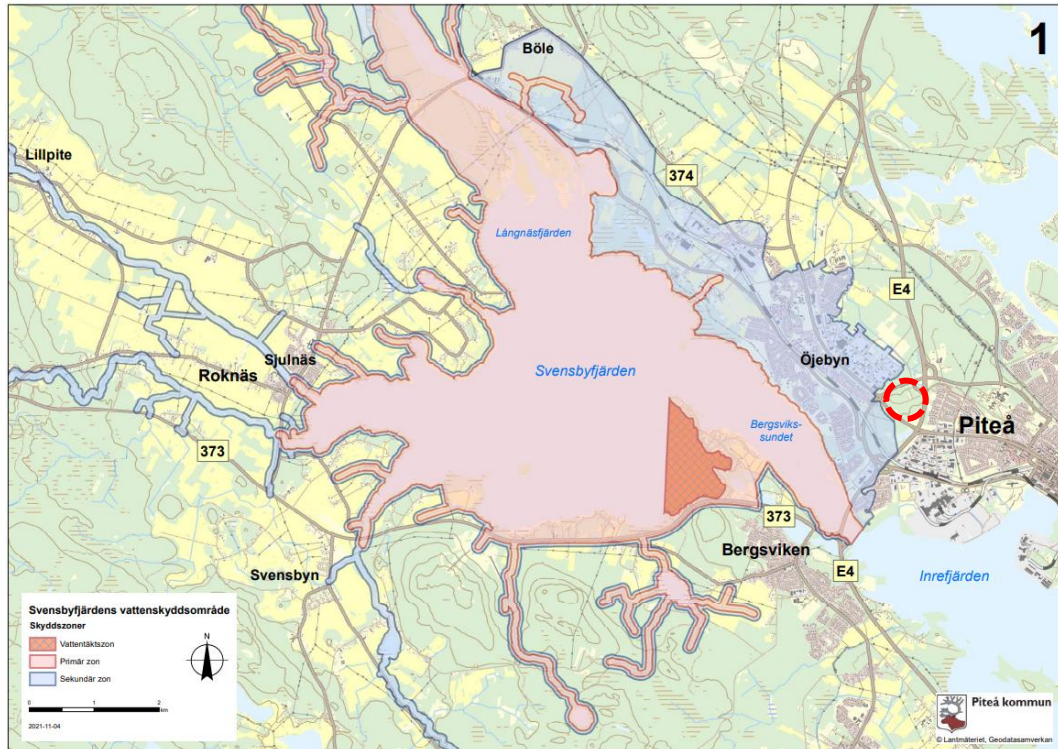 1
Böle
Lillpite
374
Långnäsfjärden
E4
Sjulnäs
Öjebyn
Roknäs
Svensbyfjärden
Piteå
Bergsviks-
sundet
373
373
Bergsviken
Svensbyn
E4
Inrefjärden
Svensbyfjärdens vattenskyddsområde
Skyddszoner
Vattentäktszon
Primär zon
Sekundär zon
N
0 1 2
km
2021-11-04
Piteå kommun
© Lantmäteriet, Geodatasamverkan